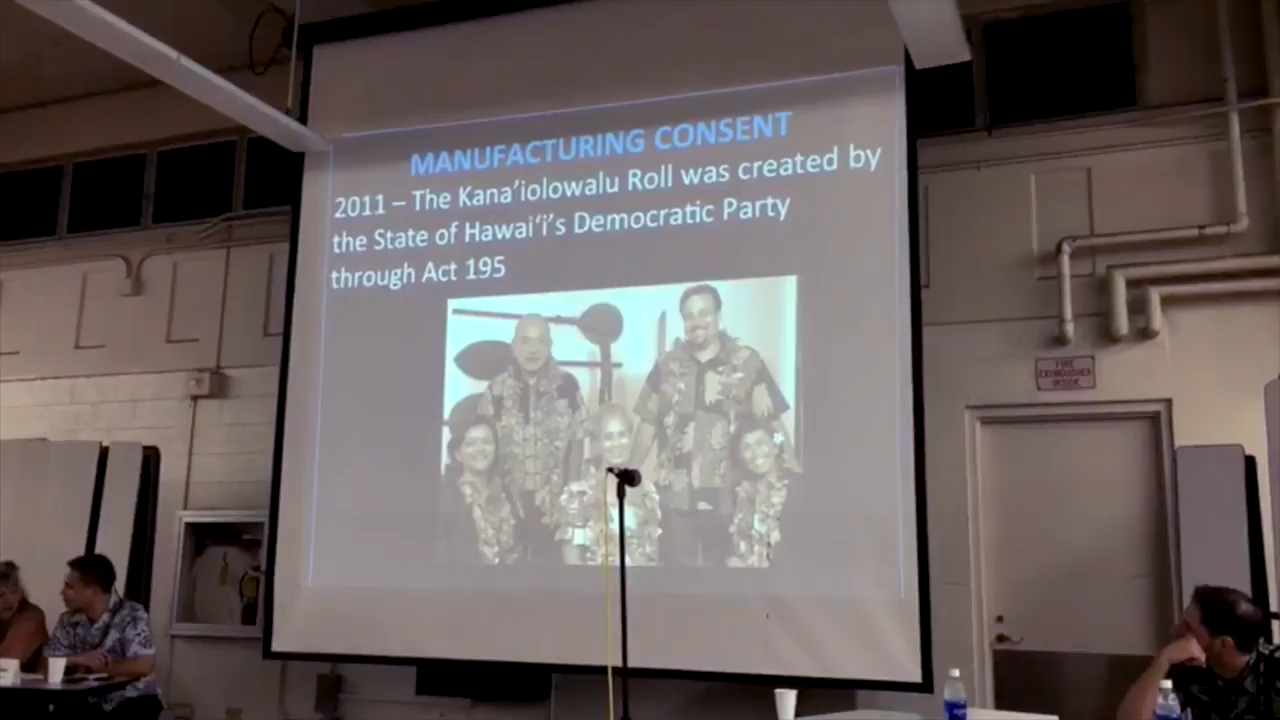 MANUFACTURING CONSENT
2011 – The Kana’iolowalu Roll was created by
the State of Hawai‘i’s Democratic Party
through Act 195
FIRE
EXTINGUISHER
INSIDE